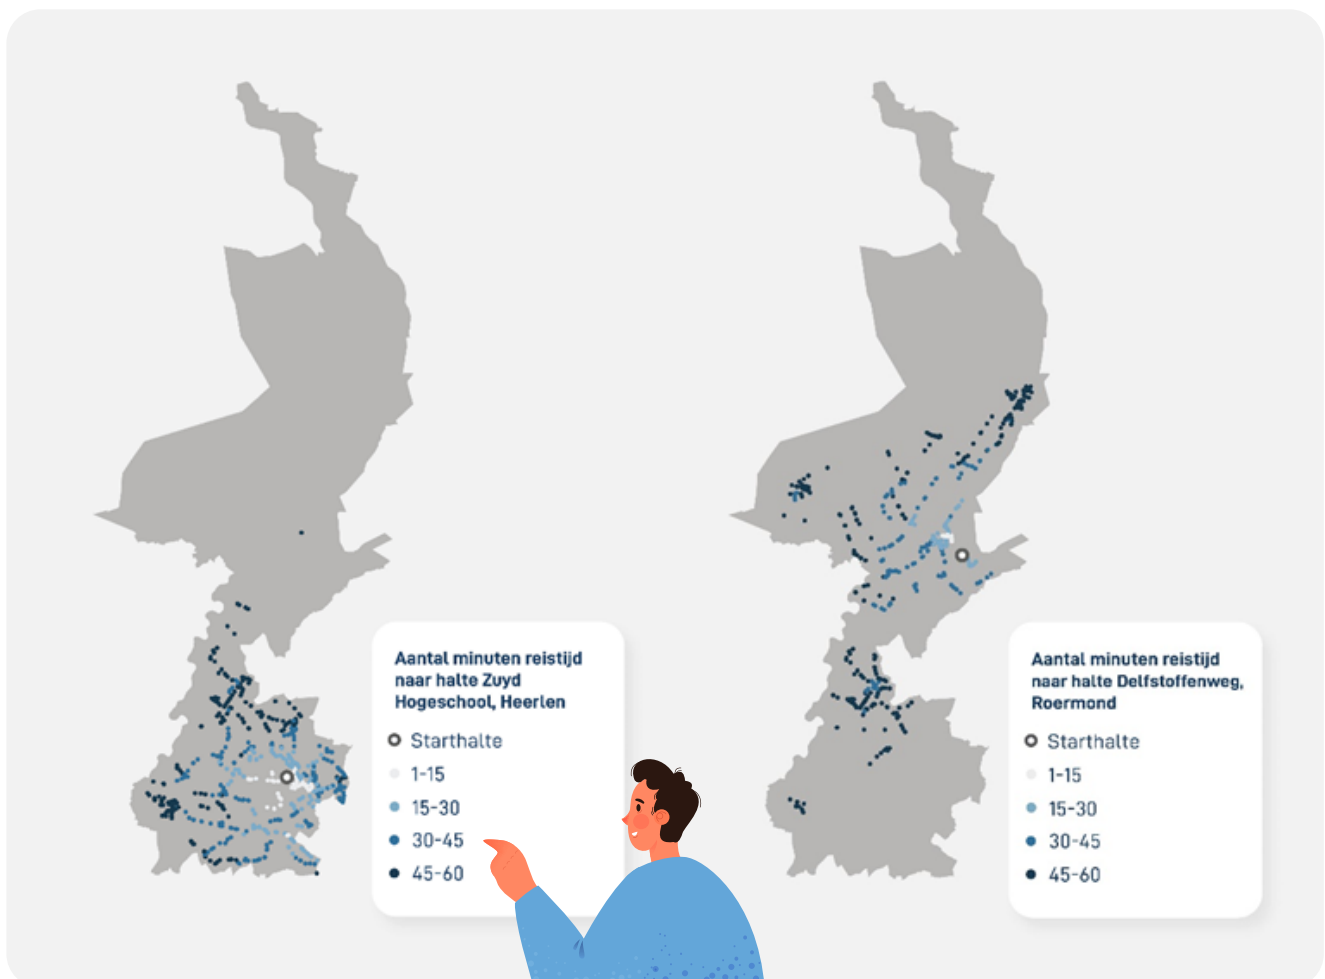 Aantal minuten reistijd
naar halte Zuyd
Hogeschool, Heerlen
Starthalte
1-15
15-30
30-45
45-60
Aantal minuten reistijd
naar halte Delfstoffenweg,
Roermond
Starthalte
1-15
15-30
30-45
45-60